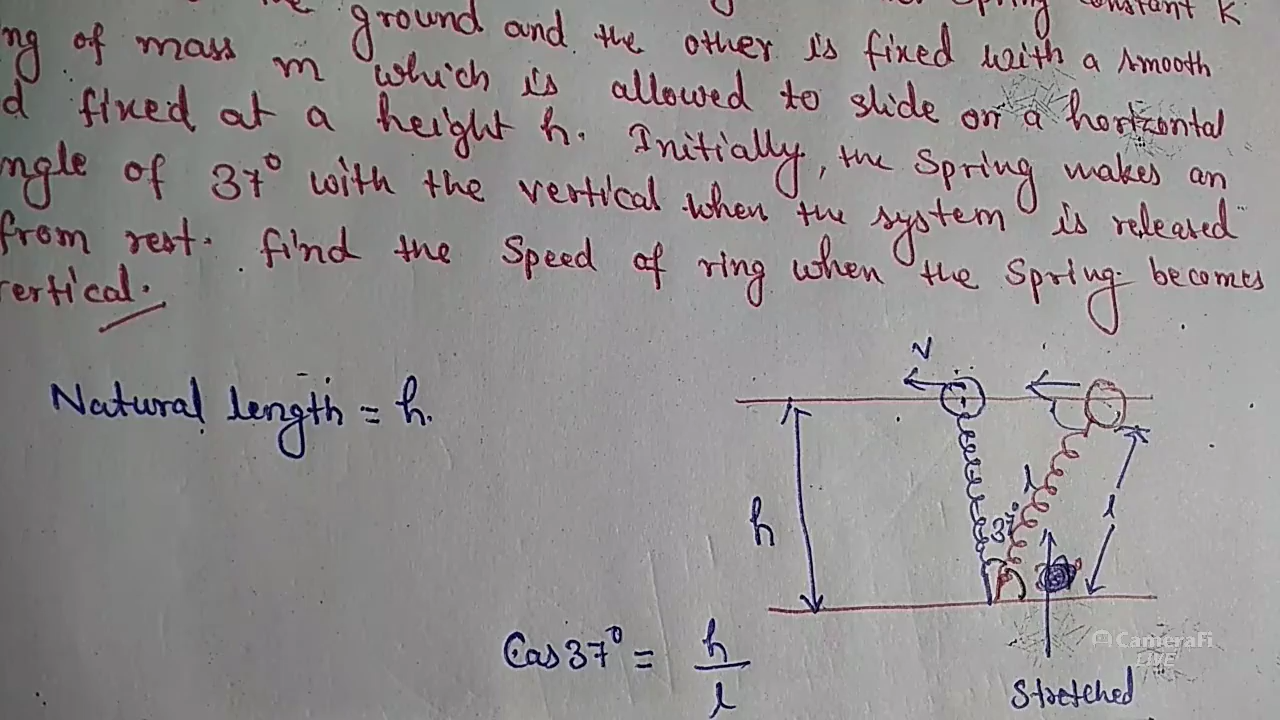 ground and the other is fixed with a smooth
ng of mass m which is allowed to slide on a horizontal
d fixed at a height h. Initially, the spring makes an
ngle of 37° with the vertical when the system is released
from rest. find the speed of ring when the spring becomes
vertical.
Natural length = h.
V
h
l
37°
l
Cos 37° = h/l
Stretched
CameraFi
LIVE